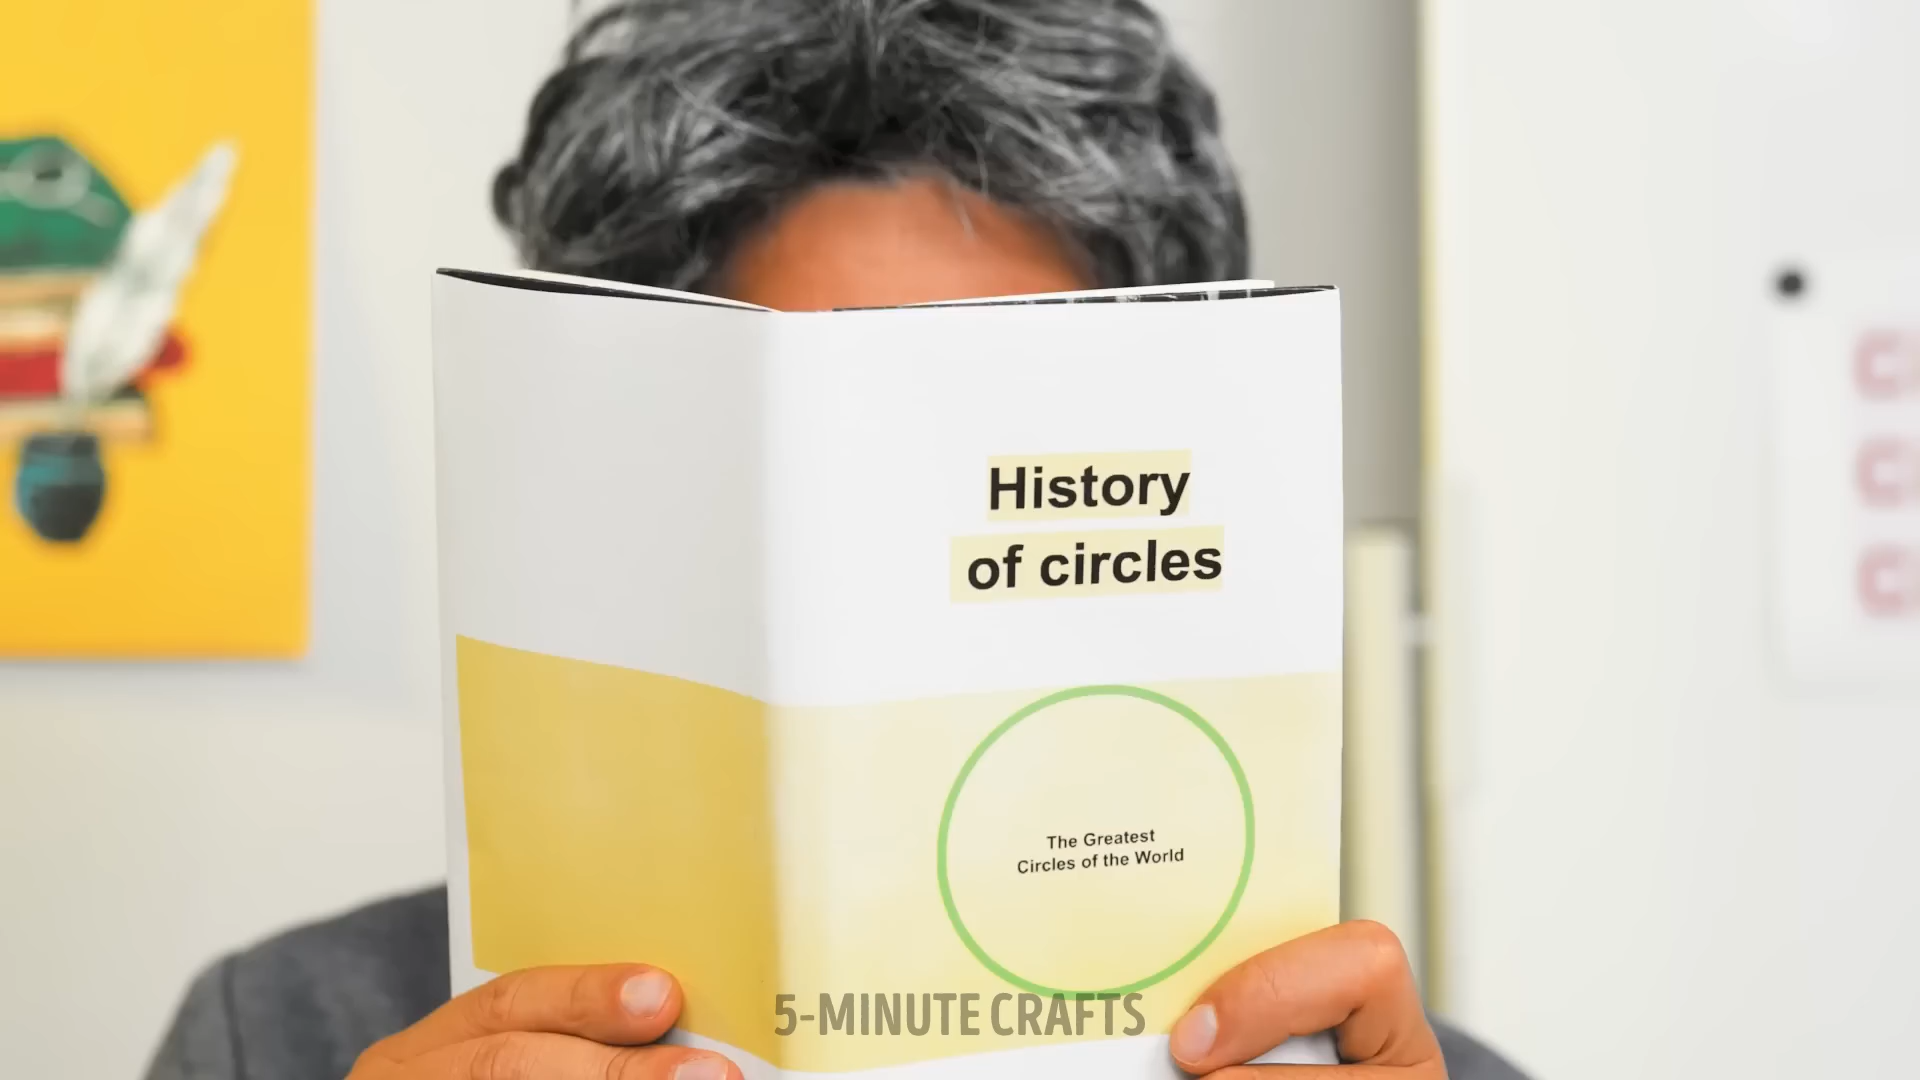 History
of circles
The Greatest
Circles of the World
5-MINUTE CRAFTS